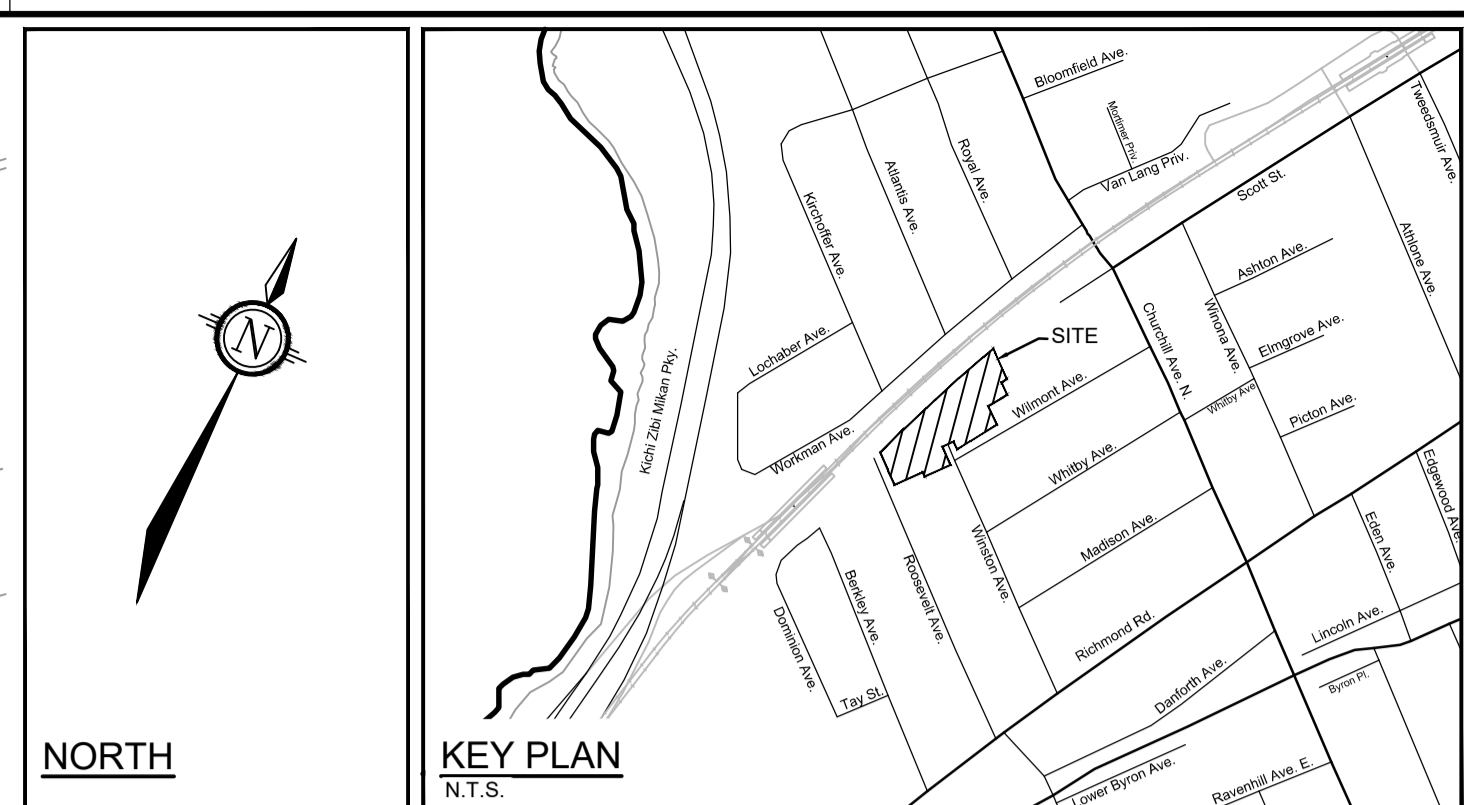 N
NORTH
Bloomfield Ave.
Mortimer Priv.
Van Lang Priv.
Tweedsmuir Ave.
Scott St.
Royal Ave.
Atlantis Ave.
Kirchoffer Ave.
Athlone Ave.
Ashton Ave.
Winona Ave.
Elmgrove Ave.
Churchill Ave. N.
Lochaber Ave.
SITE
Wilmont Ave.
Whitby Ave
Picton Ave.
Kichi Zibi Mikan Pky.
Workman Ave.
Whitby Ave.
Edgewood Ave.
Madison Ave.
Eden Ave.
Winston Ave.
Roosevelt Ave.
Berkley Ave.
Dominion Ave.
Richmond Rd.
Lincoln Ave.
Danforth Ave.
Byron Pl.
Tay St.
Lower Byron Ave.
Ravenhill Ave. E.
KEY PLAN
N.T.S.